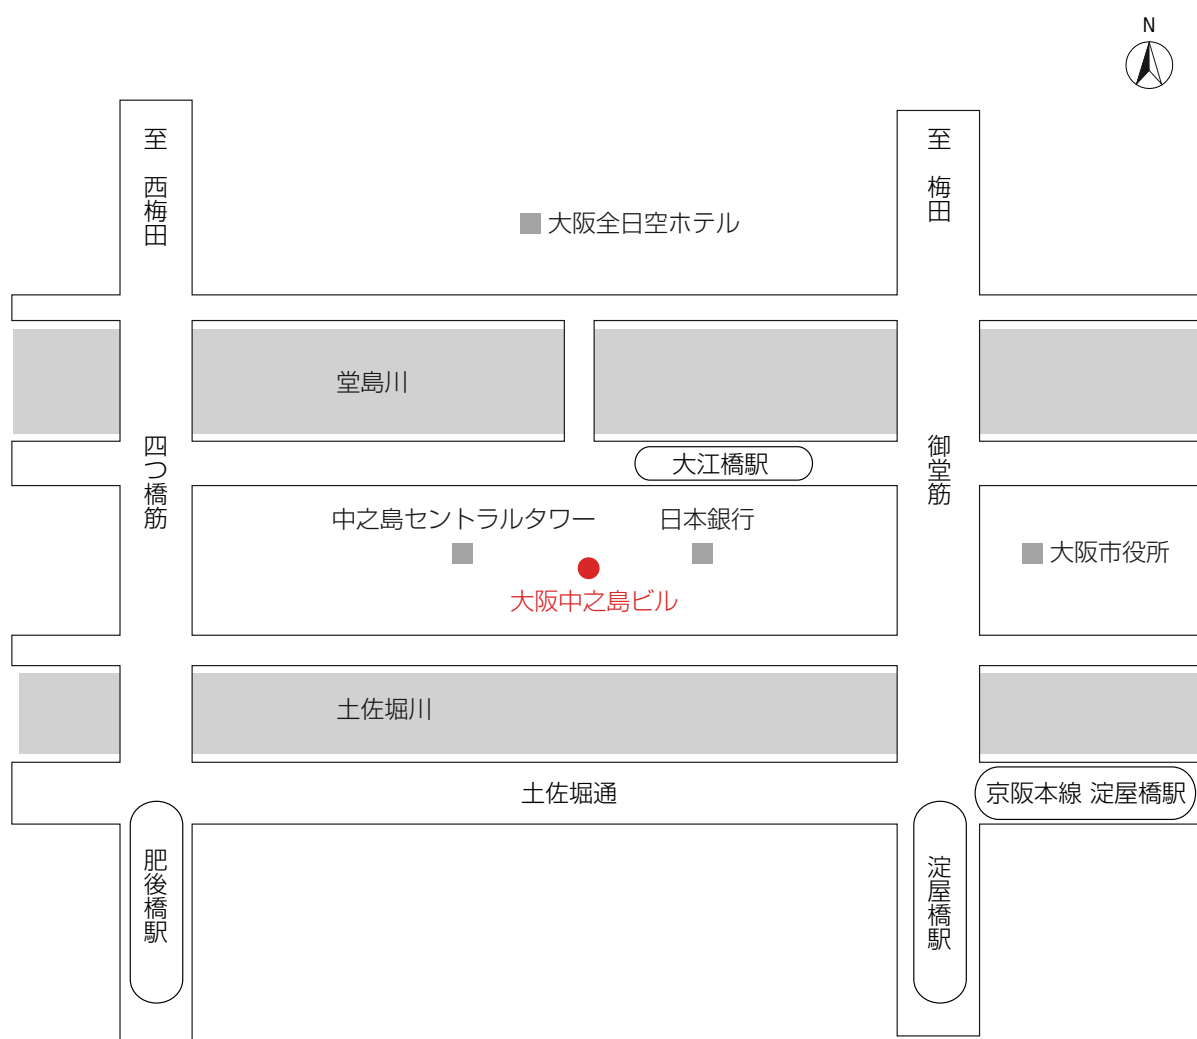 N
至 西梅田
至 梅田
大阪全日空ホテル
堂島川
四つ橋筋
御堂筋
大江橋駅
中之島セントラルタワー
日本銀行
大阪市役所
大阪中之島ビル
土佐堀川
土佐堀通
京阪本線 淀屋橋駅
肥後橋駅
淀屋橋駅